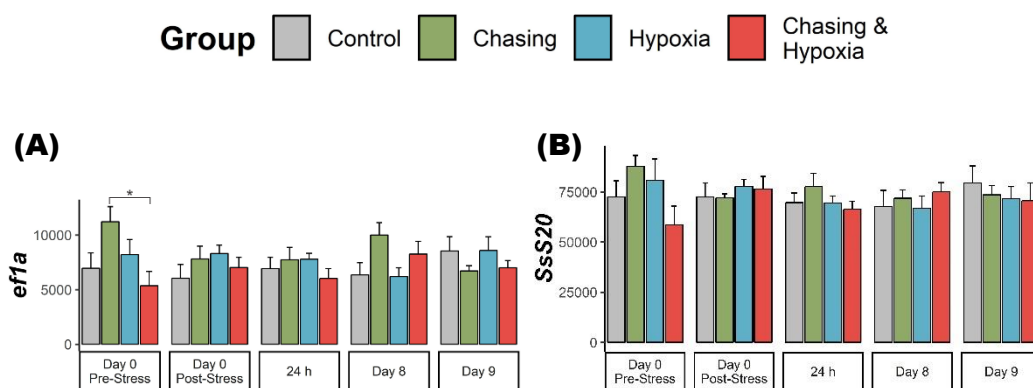 Group Control Chasing Hypoxia Chasing &
Hypoxia
(A)
*
ef1a
10000
5000
0
Day 0
Pre-Stress
Day 0
Post-Stress
24 h
Day 8
Day 9
(B)
SsS20
75000
50000
25000
0
Day 0
Pre-Stress
Day 0
Post-Stress
24 h
Day 8
Day 9